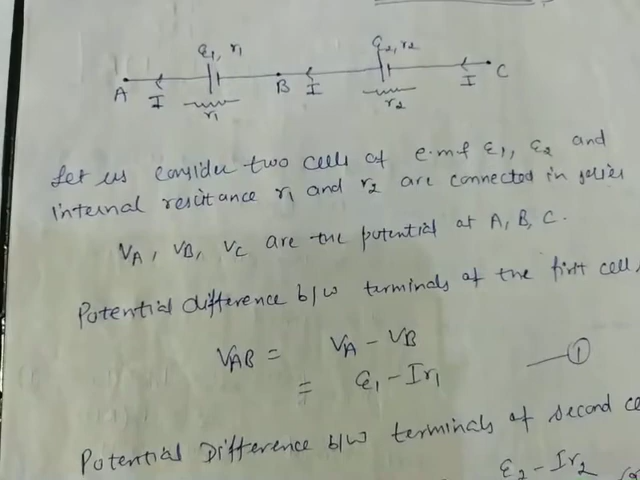 ε₁, r₁ ε₂, r₂
A I r₁ B I r₂ I C
Let us consider two cells of e.m.f ε₁, ε₂ and
internal resistance r₁ and r₂ are connected in series
VA, VB, VC are the potential at A, B, C.
Potential difference b/w terminals of the first cell,
VAB = VA - VB
= ε₁ - Ir₁ ①
Potential Difference b/w terminals of second
ε₂ - Ir₂